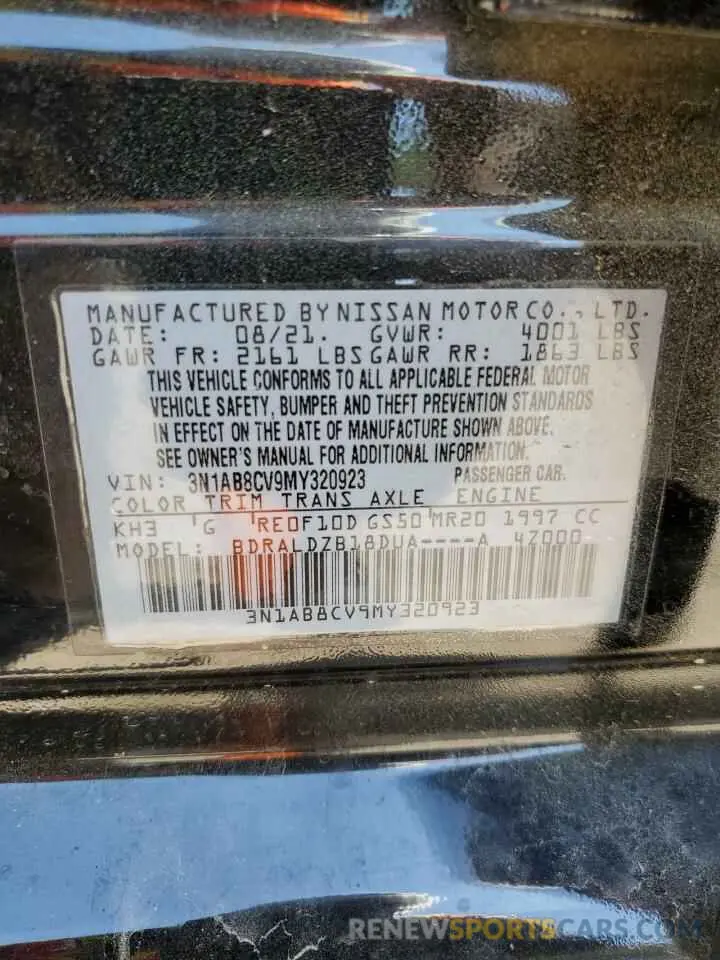 MANUFACTURED BY NISSAN MOTOR CO., LTD.
DATE: 08/21. GVWR: 4001 LBS
GAWR FR: 2161 LBS GAWR RR: 1863 LBS
THIS VEHICLE CONFORMS TO ALL APPLICABLE FEDERAL MOTOR
VEHICLE SAFETY, BUMPER AND THEFT PREVENTION STANDARDS
IN EFFECT ON THE DATE OF MANUFACTURE SHOWN ABOVE.
SEE OWNER'S MANUAL FOR ADDITIONAL INFORMATION.
VIN: 3N1AB8CV9MY320923 PASSENGER CAR.
COLOR TRIM TRANS AXLE ENGINE
KH3 G RE0F10D GS50 MR20 1997 CC
MODEL: BDRALDZB18DUA----A 4Z000
3N1AB8CV9MY320923
RENEWSPORTSCARS.COM